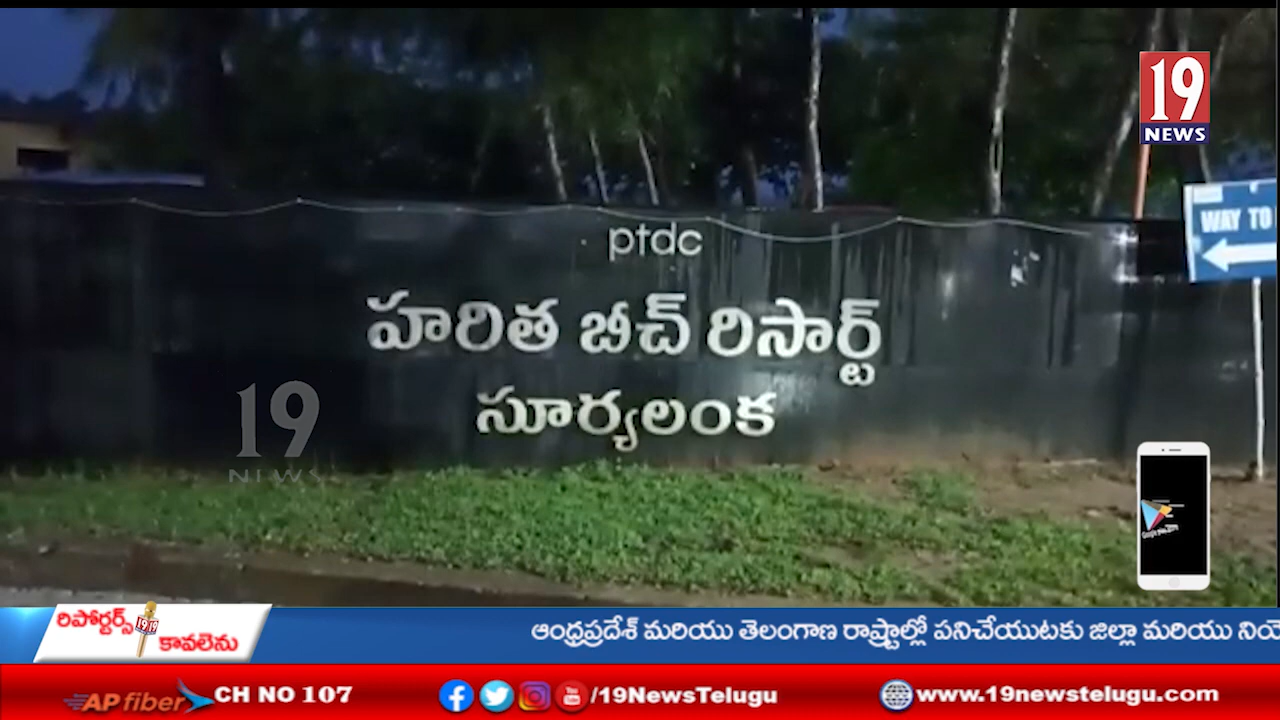 19
NEWS
WAY TO
ptdc
హరిత బీచ్ రిసార్ట్
సూర్యలంక
19
NEWS
రిపోర్టర్స్
కావలెను
ఆంధ్రప్రదేశ్ మరియు తెలంగాణ రాష్ట్రాల్లో పనిచేయుటకు జిల్లా మరియు
AP fiber CH NO 107 /19NewsTelugu www.19newstelugu.com